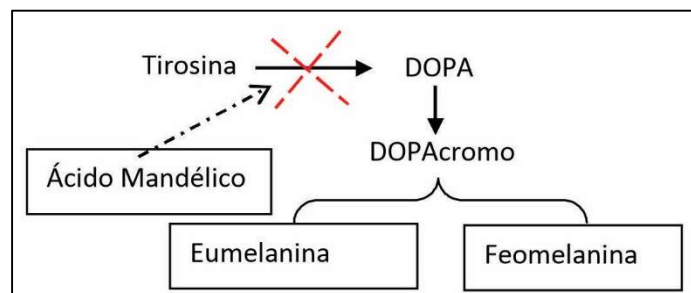 Tirosina
DOPA
DOPAcromo
Ácido Mandélico
Eumelanina
Feomelanina